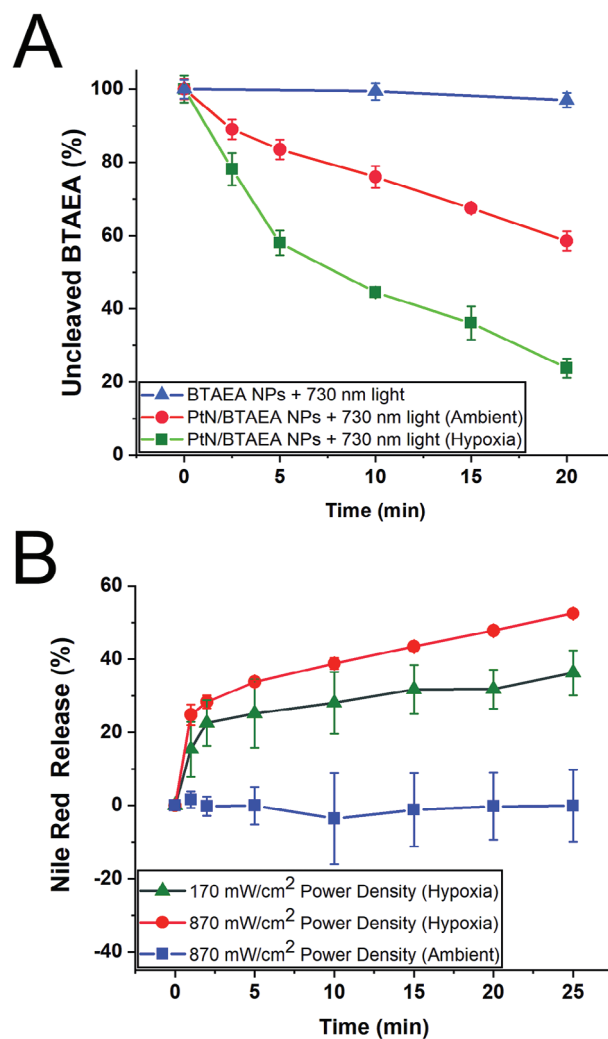 A
Uncleaved BTAEA (%)
100
80
60
40
20
0
BTAEA NPs + 730 nm light
PtN/BTAEA NPs + 730 nm light (Ambient)
PtN/BTAEA NPs + 730 nm light (Hypoxia)
0
5
10
15
20
Time (min)
B
Nile Red Release (%)
60
40
20
0
-20
-40
170 mW/cm² Power Density (Hypoxia)
870 mW/cm² Power Density (Hypoxia)
870 mW/cm² Power Density (Ambient)
0
5
10
15
20
25
Time (min)